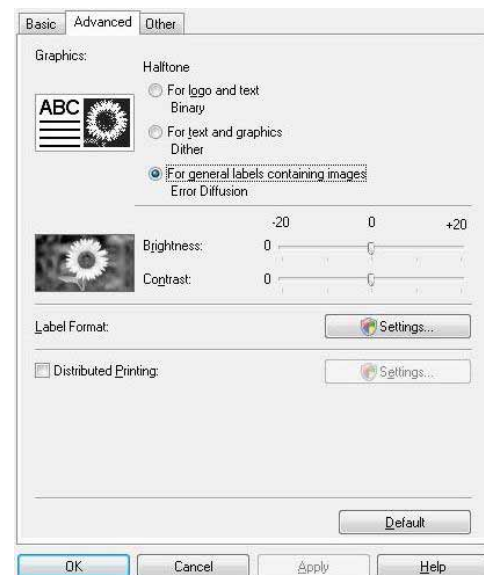 Basic Advanced Other
Graphics:
Halftone
For logo and text
Binary
ABC
For text and graphics
Dither
For general labels containing images
Error Diffusion
-20 0 +20
Brightness: 0
Contrast: 0
Label Format: Settings...
Distributed Printing: Settings...
Default
OK Cancel Apply Help